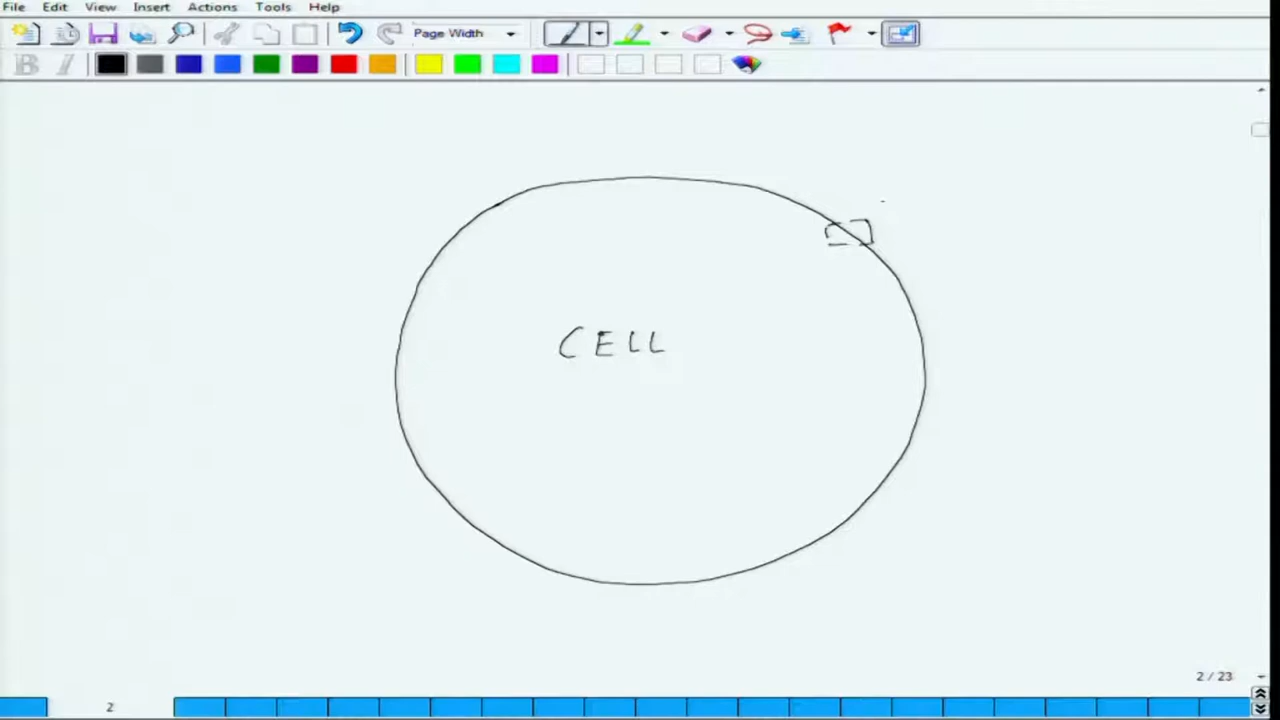 File Edit View Insert Actions Tools Help
Page Width
B I
CELL
2 / 23
2